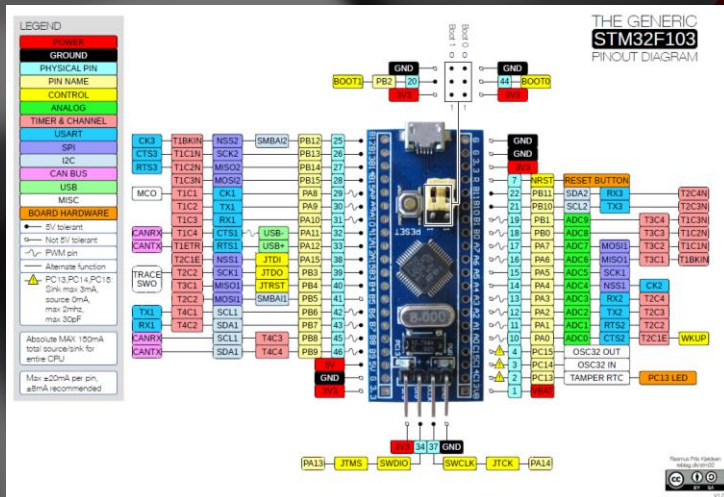 LEGEND
POWER
GROUND
PHYSICAL PIN
PIN NAME
CONTROL
ANALOG
TIMER & CHANNEL
USART
SPI
I2C
CAN BUS
USB
MISC
BOARD HARDWARE
5V tolerant
Not 5V tolerant
PWM pin
Alternate function
PC13,PC14,PC15:
Sink max 3mA,
source 0mA,
max 2mhz,
max 30pF
Absolute MAX 150mA
total source/sink for
entire CPU
Max ±20mA per pin,
±8mA recommended
THE GENERIC
STM32F103
PINOUT DIAGRAM
Boot 1
Boot 0
GND
BOOT1 PB2 20
3V3
GND
44 BOOT0
3V3
CK3 T1BKIN NSS2 SMBAI2 PB12 25
CTS3 T1C1N SCK2 PB13 26
RTS3 T1C2N MISO2 PB14 27
T1C3N MOSI2 PB15 28
MCO T1C1 CK1 PA8 29
T1C2 TX1 PA9 30
T1C3 RX1 PA10 31
CANRX T1C4 CTS1 USB- PA11 32
CANTX T1ETR RTS1 USB+ PA12 33
T2C1E NSS1 JTDI PA15 38
TRACE
SWO
T2C2 SCK1 JTDO PB3 39
T3C1 MISO1 JTRST PB4 40
T3C2 MOSI1 SMBAI1 PB5 41
TX1 T4C1 SCL1 PB6 42
RX1 T4C2 SDA1 PB7 43
CANRX SCL1 T4C3 PB8 45
CANTX SDA1 T4C4 PB9 46
5V
GND
3V3
GND
GND
3V3
7 NRST RESET BUTTON
22 PB11 SDA2 RX3 T2C4N
21 PB10 SCL2 TX3 T2C3N
19 PB1 ADC9 T3C4 T1C3N
18 PB0 ADC8 T3C3 T1C2N
17 PA7 ADC7 MOSI1 T3C2 T1C1N
16 PA6 ADC6 MISO1 T3C1 T1BKIN
15 PA5 ADC5 SCK1
14 PA4 ADC4 NSS1 CK2
13 PA3 ADC3 RX2 T2C4
12 PA2 ADC2 TX2 T2C3
11 PA1 ADC1 RTS2 T2C2
10 PA0 ADC0 CTS2 T2C1E WKUP
4 PC15 OSC32 OUT
3 PC14 OSC32 IN
2 PC13 TAMPER RTC PC13 LED
1 VBAT
RESET
8.000
PC13
3V3 34 37 GND
PA13 JTMS SWDIO
SWCLK JTCK PA14
cc
BY SA